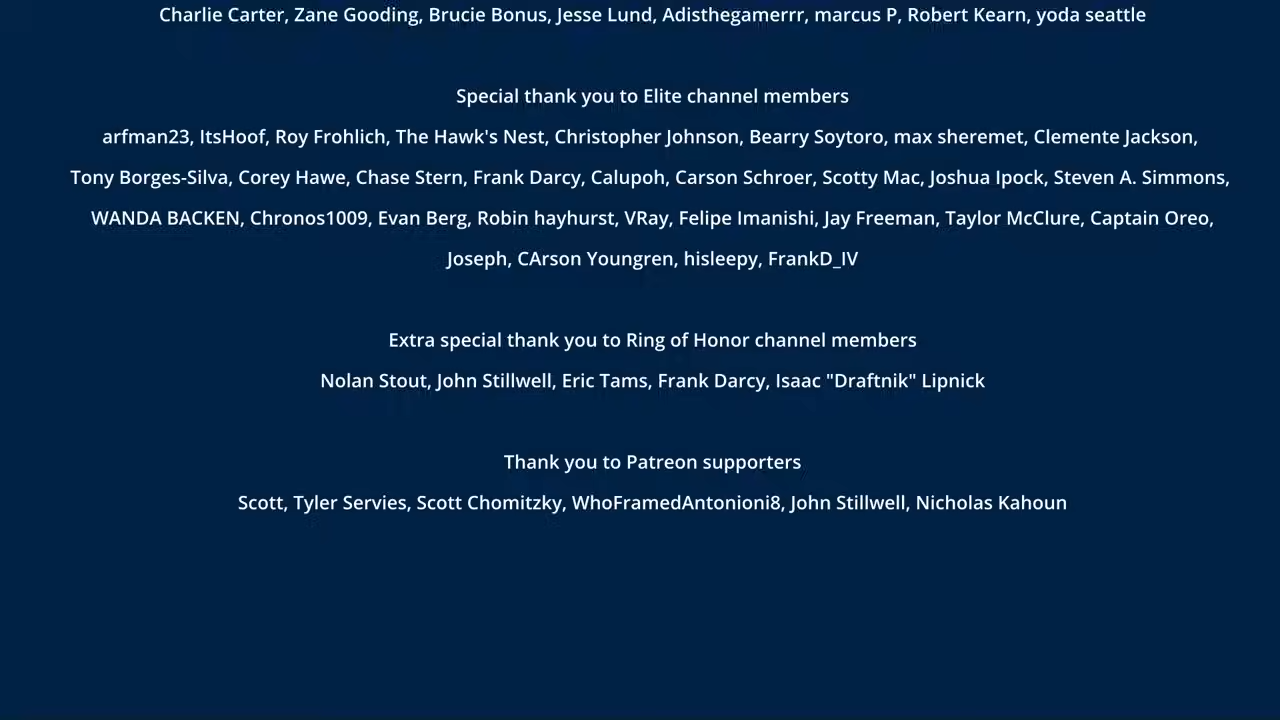 Charlie Carter, Zane Gooding, Brucie Bonus, Jesse Lund, Adisthegamerrr, marcus P, Robert Kearn, yoda seattle
Special thank you to Elite channel members
arfman23, ItsHoof, Roy Frohlich, The Hawk's Nest, Christopher Johnson, Bearry Soytoro, max sheremet, Clemente Jackson,
Tony Borges-Silva, Corey Hawe, Chase Stern, Frank Darcy, Calupoh, Carson Schroer, Scotty Mac, Joshua Ipock, Steven A. Simmons,
WANDA BACKEN, Chronos1009, Evan Berg, Robin hayhurst, VRay, Felipe Imanishi, Jay Freeman, Taylor McClure, Captain Oreo,
Joseph, CArson Youngren, hisleepy, FrankD_IV
Extra special thank you to Ring of Honor channel members
Nolan Stout, John Stillwell, Eric Tams, Frank Darcy, Isaac "Draftnik" Lipnick
Thank you to Patreon supporters
Scott, Tyler Servies, Scott Chomitzky, WhoFramedAntonioni8, John Stillwell, Nicholas Kahoun